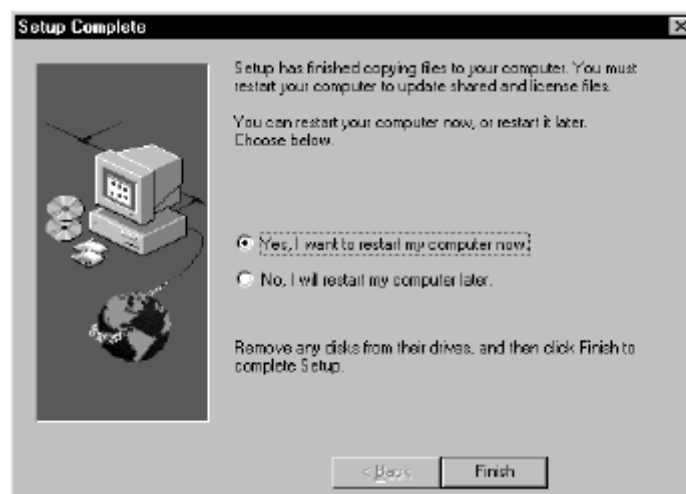 Setup Complete
Setup has finished copying files to your computer. You must
restart your computer to update shared and license files.
You can restart your computer now, or restart it later.
Choose below.
Yes, I want to restart my computer now.
No, I will restart my computer later.
Remove any disks from their drives, and then click Finish to
complete Setup.
< Back
Finish